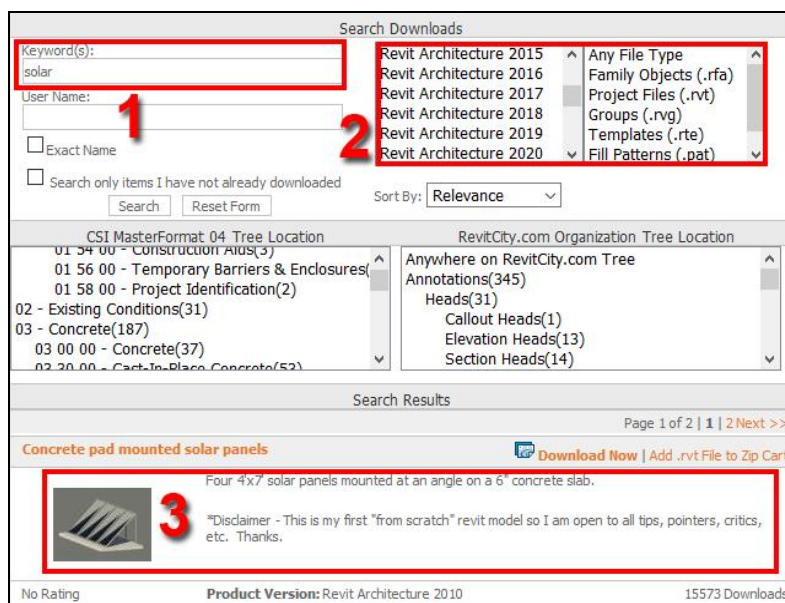 Search Downloads
Keyword(s):
solar
User Name:
1
Exact Name
Search only items I have not already downloaded
Search Reset Form
Revit Architecture 2015
Revit Architecture 2016
Revit Architecture 2017
Revit Architecture 2018
Revit Architecture 2019
Revit Architecture 2020
2
Any File Type
Family Objects (.rfa)
Project Files (.rvt)
Groups (.rvg)
Templates (.rte)
Fill Patterns (.pat)
Sort By: Relevance
CSI MasterFormat 04 Tree Location
01 54 00 - Construction Aids(3)
01 56 00 - Temporary Barriers & Enclosures(
01 58 00 - Project Identification(2)
02 - Existing Conditions(31)
03 - Concrete(187)
03 00 00 - Concrete(37)
03 30 00 - Cast-In-Place Concrete(53)
RevitCity.com Organization Tree Location
Anywhere on RevitCity.com Tree
Annotations(345)
Heads(31)
Callout Heads(1)
Elevation Heads(13)
Section Heads(14)
Search Results
Page 1 of 2 | 1 | 2 Next >>
Concrete pad mounted solar panels
Download Now | Add .rvt File to Zip Cart
3
Four 4'x7' solar panels mounted at an angle on a 6" concrete slab.
*Disclaimer - This is my first "from scratch" revit model so I am open to all tips, pointers, critics,
etc. Thanks.
No Rating Product Version: Revit Architecture 2010 15573 Downloads